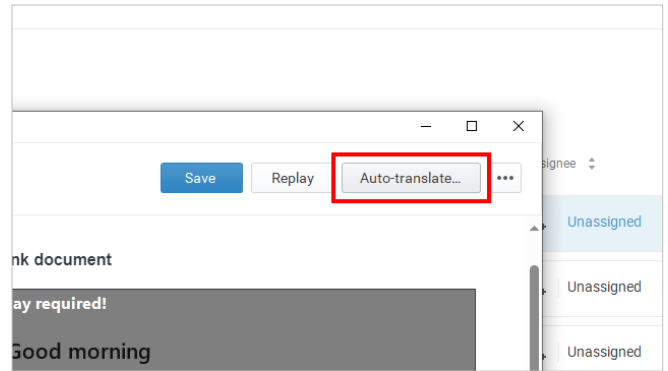 signee
Save Replay Auto-translate...
Unassigned
nk document
Unassigned
ay required!
Good morning
Unassigned